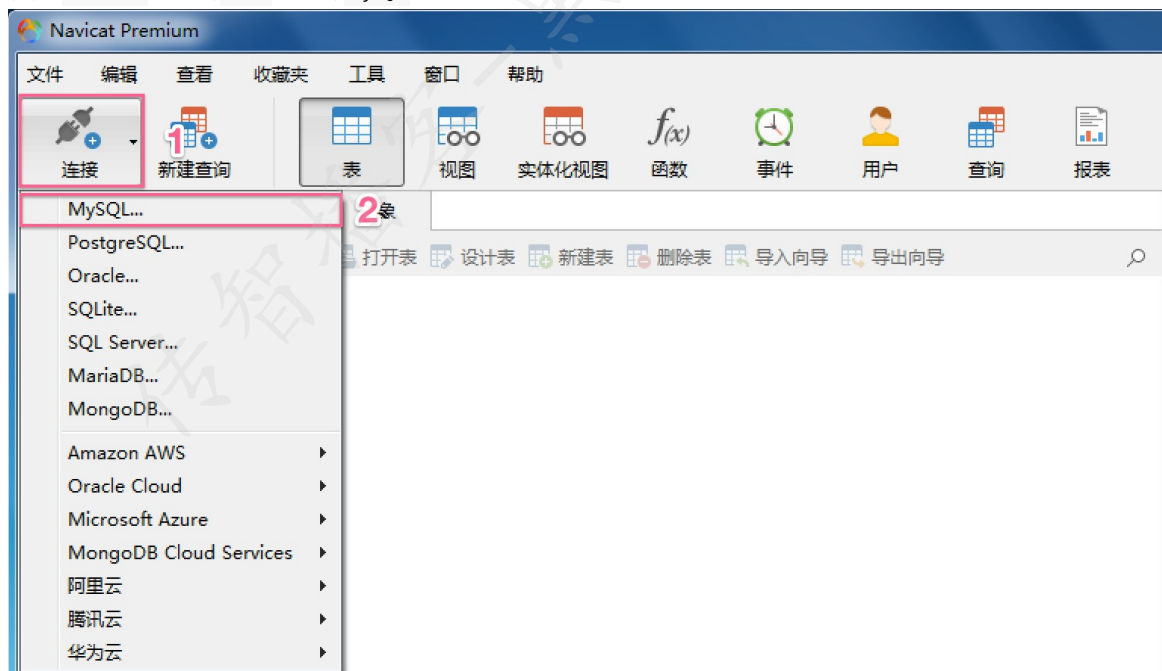 Navicat Premium
文件 编辑 查看 收藏夹 工具 窗口 帮助
1
连接 新建查询 表 视图 f(x) 实体化视图 函数 事件 用户 查询 报表
MySQL... 2 象
PostgreSQL... 打开表 设计表 新建表 删除表 导入向导 导出向导
Oracle...
SQLite...
SQL Server...
MariaDB...
MongoDB...
Amazon AWS
Oracle Cloud
Microsoft Azure
MongoDB Cloud Services
阿里云
腾讯云
华为云
传智播客